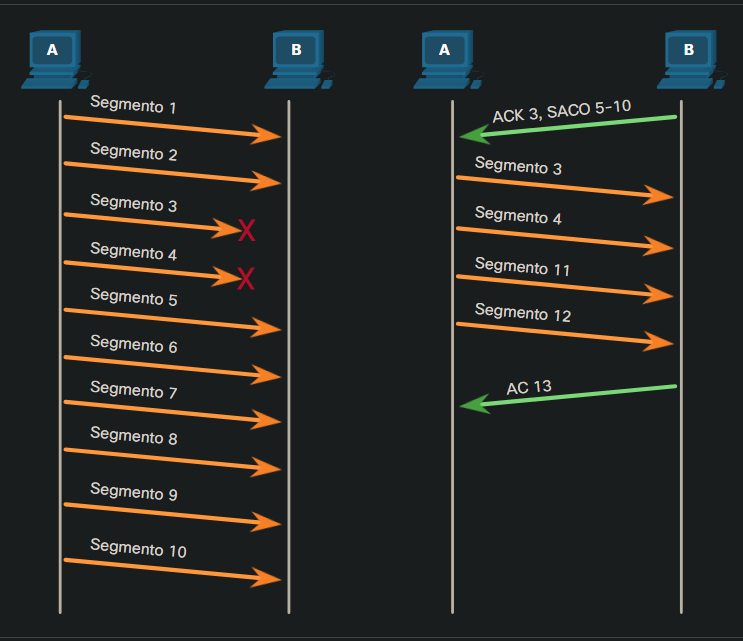 A
B
Segmento 1
Segmento 2
Segmento 3
Segmento 4
Segmento 5
Segmento 6
Segmento 7
Segmento 8
Segmento 9
Segmento 10
A
B
ACK 3, SACO 5-10
Segmento 3
Segmento 4
Segmento 11
Segmento 12
AC 13